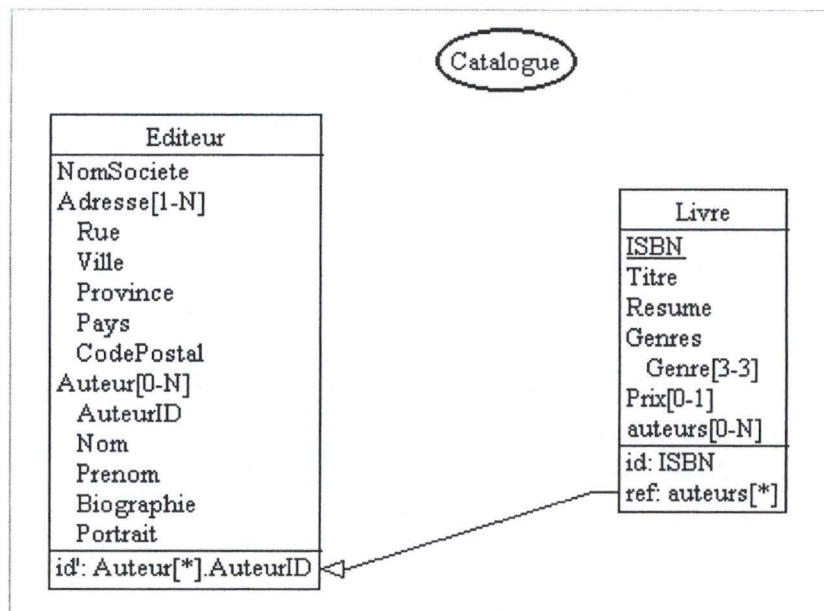 Catalogue
Editeur
NomSociete
Adresse[1-N]
Rue
Ville
Province
Pays
CodePostal
Auteur[0-N]
AuteurID
Nom
Prenom
Biographie
Portrait
id': Auteur[*].AuteurID
Livre
ISBN
Titre
Resume
Genres
Genre[3-3]
Prix[0-1]
auteurs[0-N]
id: ISBN
ref: auteurs[*]